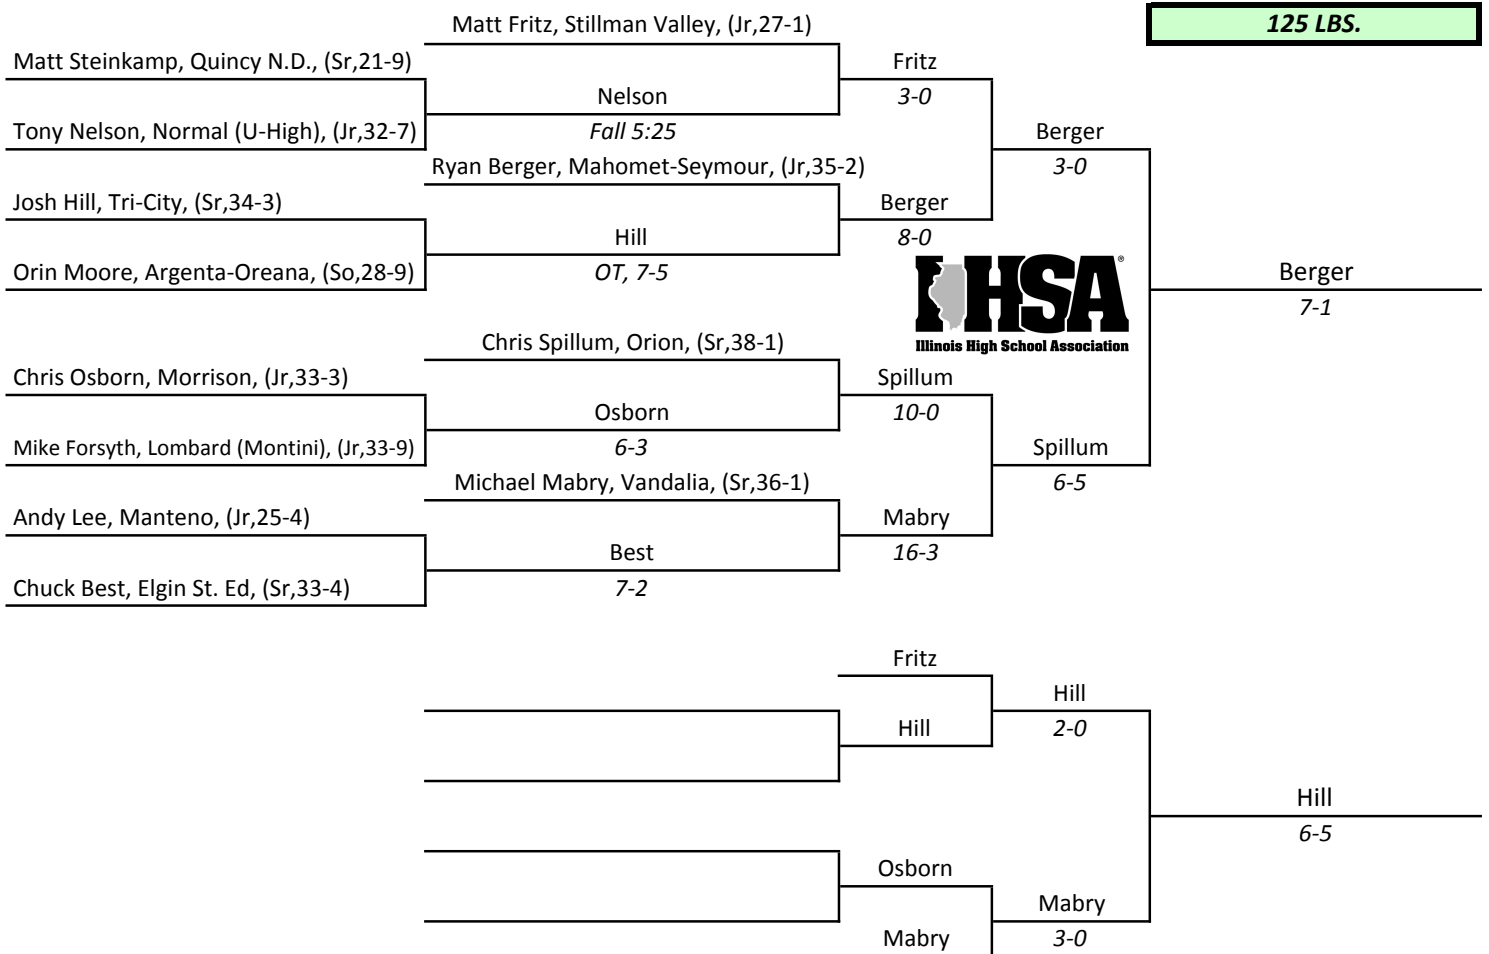 Matt Fritz, Stillman Valley, (Jr,27-1)
125 LBS.
Matt Steinkamp, Quincy N.D., (Sr,21-9)
Fritz
Nelson
3-0
Tony Nelson, Normal (U-High), (Jr,32-7)
Fall 5:25
Berger
Ryan Berger, Mahomet-Seymour, (Jr,35-2)
3-0
Josh Hill, Tri-City, (Sr,34-3)
Berger
Hill
8-0
Orin Moore, Argenta-Oreana, (So,28-9)
OT, 7-5
IHSA®
Illinois High School Association
Berger
7-1
Chris Spillum, Orion, (Sr,38-1)
Chris Osborn, Morrison, (Jr,33-3)
Spillum
Osborn
10-0
Mike Forsyth, Lombard (Montini), (Jr,33-9)
6-3
Spillum
Michael Mabry, Vandalia, (Sr,36-1)
6-5
Andy Lee, Manteno, (Jr,25-4)
Mabry
Best
16-3
Chuck Best, Elgin St. Ed, (Sr,33-4)
7-2
Fritz
Hill
Hill
2-0
Hill
6-5
Osborn
Mabry
Mabry
3-0